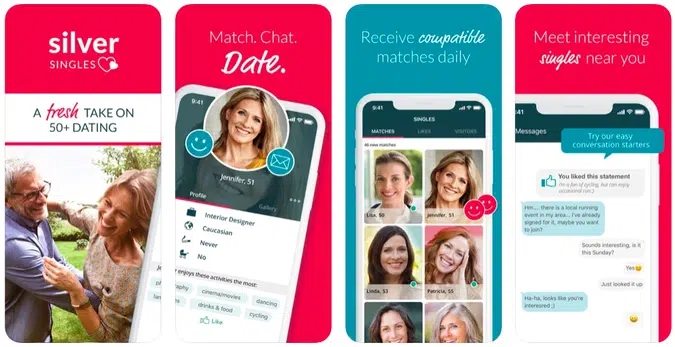 silver
SINGLES
A fresh TAKE ON
50+ DATING
Match. Chat.
Date.
9:41
Jennifer, 51
Profile
Gallery
Interior Designer
Caucasian
Never
No
enjoys these activities the most:
cinema/movies
dancing
drinks & food
cycling
Like
Receive compatible
matches daily
9:41
SINGLES
MATCHES
LIKES
VISITORS
46 new matches
Lisa, 50
Jennifer, 51
Linda, 53
Patricia, 55
Meet interesting
singles near you
9:41
Messages
Try our easy
conversation starters
You liked this statement
I'm a fan of cycling, but can enjoy
occasional run ;)
Hm.... there is a local running
event in my area... I've already
signed for it, maybe you want
to join?
Sounds interesting, is it
this Sunday?
Yes😄
Just looked it up
Ha-ha, looks like you're
intereured ;)